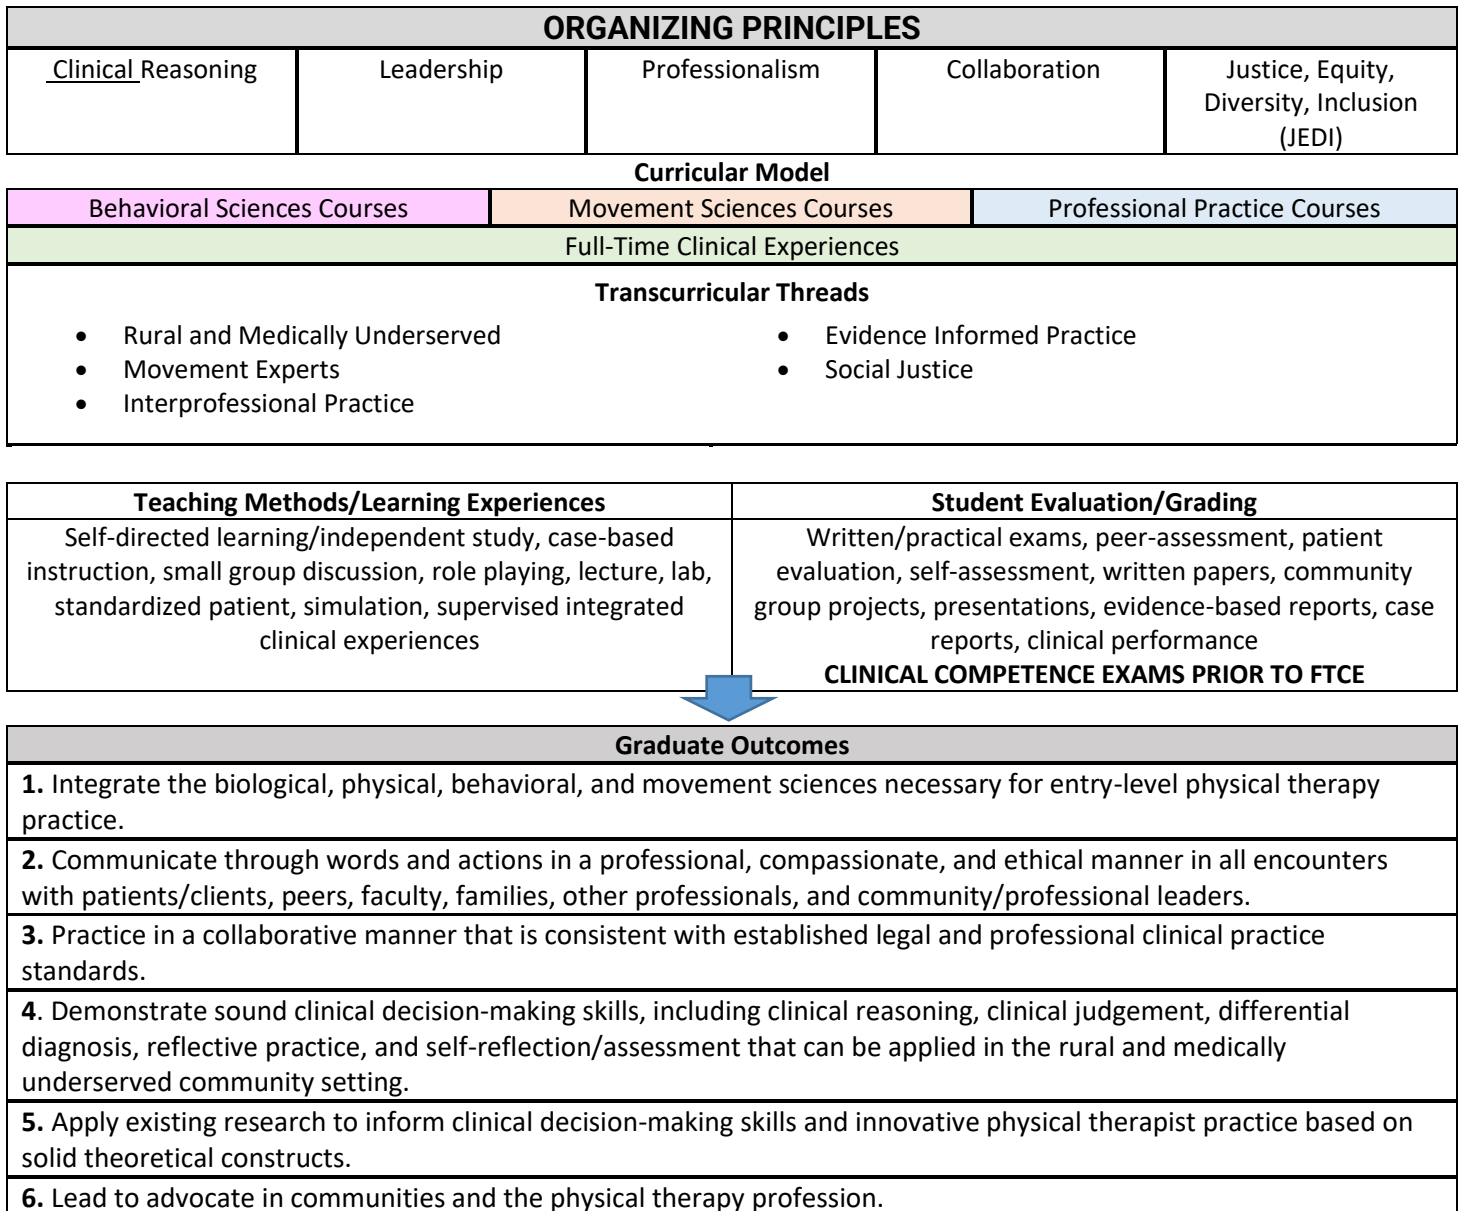 ORGANIZING PRINCIPLES
Clinical Reasoning
Leadership
Professionalism
Collaboration
Justice, Equity,
Diversity, Inclusion
(JEDI)
Curricular Model
Behavioral Sciences Courses
Movement Sciences Courses
Professional Practice Courses
Full-Time Clinical Experiences
Transcurricular Threads
• Rural and Medically Underserved
• Movement Experts
• Interprofessional Practice
• Evidence Informed Practice
• Social Justice
Teaching Methods/Learning Experiences
Self-directed learning/independent study, case-based
instruction, small group discussion, role playing, lecture, lab,
standardized patient, simulation, supervised integrated
clinical experiences
Student Evaluation/Grading
Written/practical exams, peer-assessment, patient
evaluation, self-assessment, written papers, community
group projects, presentations, evidence-based reports, case
reports, clinical performance
CLINICAL COMPETENCE EXAMS PRIOR TO FTCE
Graduate Outcomes
1. Integrate the biological, physical, behavioral, and movement sciences necessary for entry-level physical therapy
practice.
2. Communicate through words and actions in a professional, compassionate, and ethical manner in all encounters
with patients/clients, peers, faculty, families, other professionals, and community/professional leaders.
3. Practice in a collaborative manner that is consistent with established legal and professional clinical practice
standards.
4. Demonstrate sound clinical decision-making skills, including clinical reasoning, clinical judgement, differential
diagnosis, reflective practice, and self-reflection/assessment that can be applied in the rural and medically
underserved community setting.
5. Apply existing research to inform clinical decision-making skills and innovative physical therapist practice based on
solid theoretical constructs.
6. Lead to advocate in communities and the physical therapy profession.